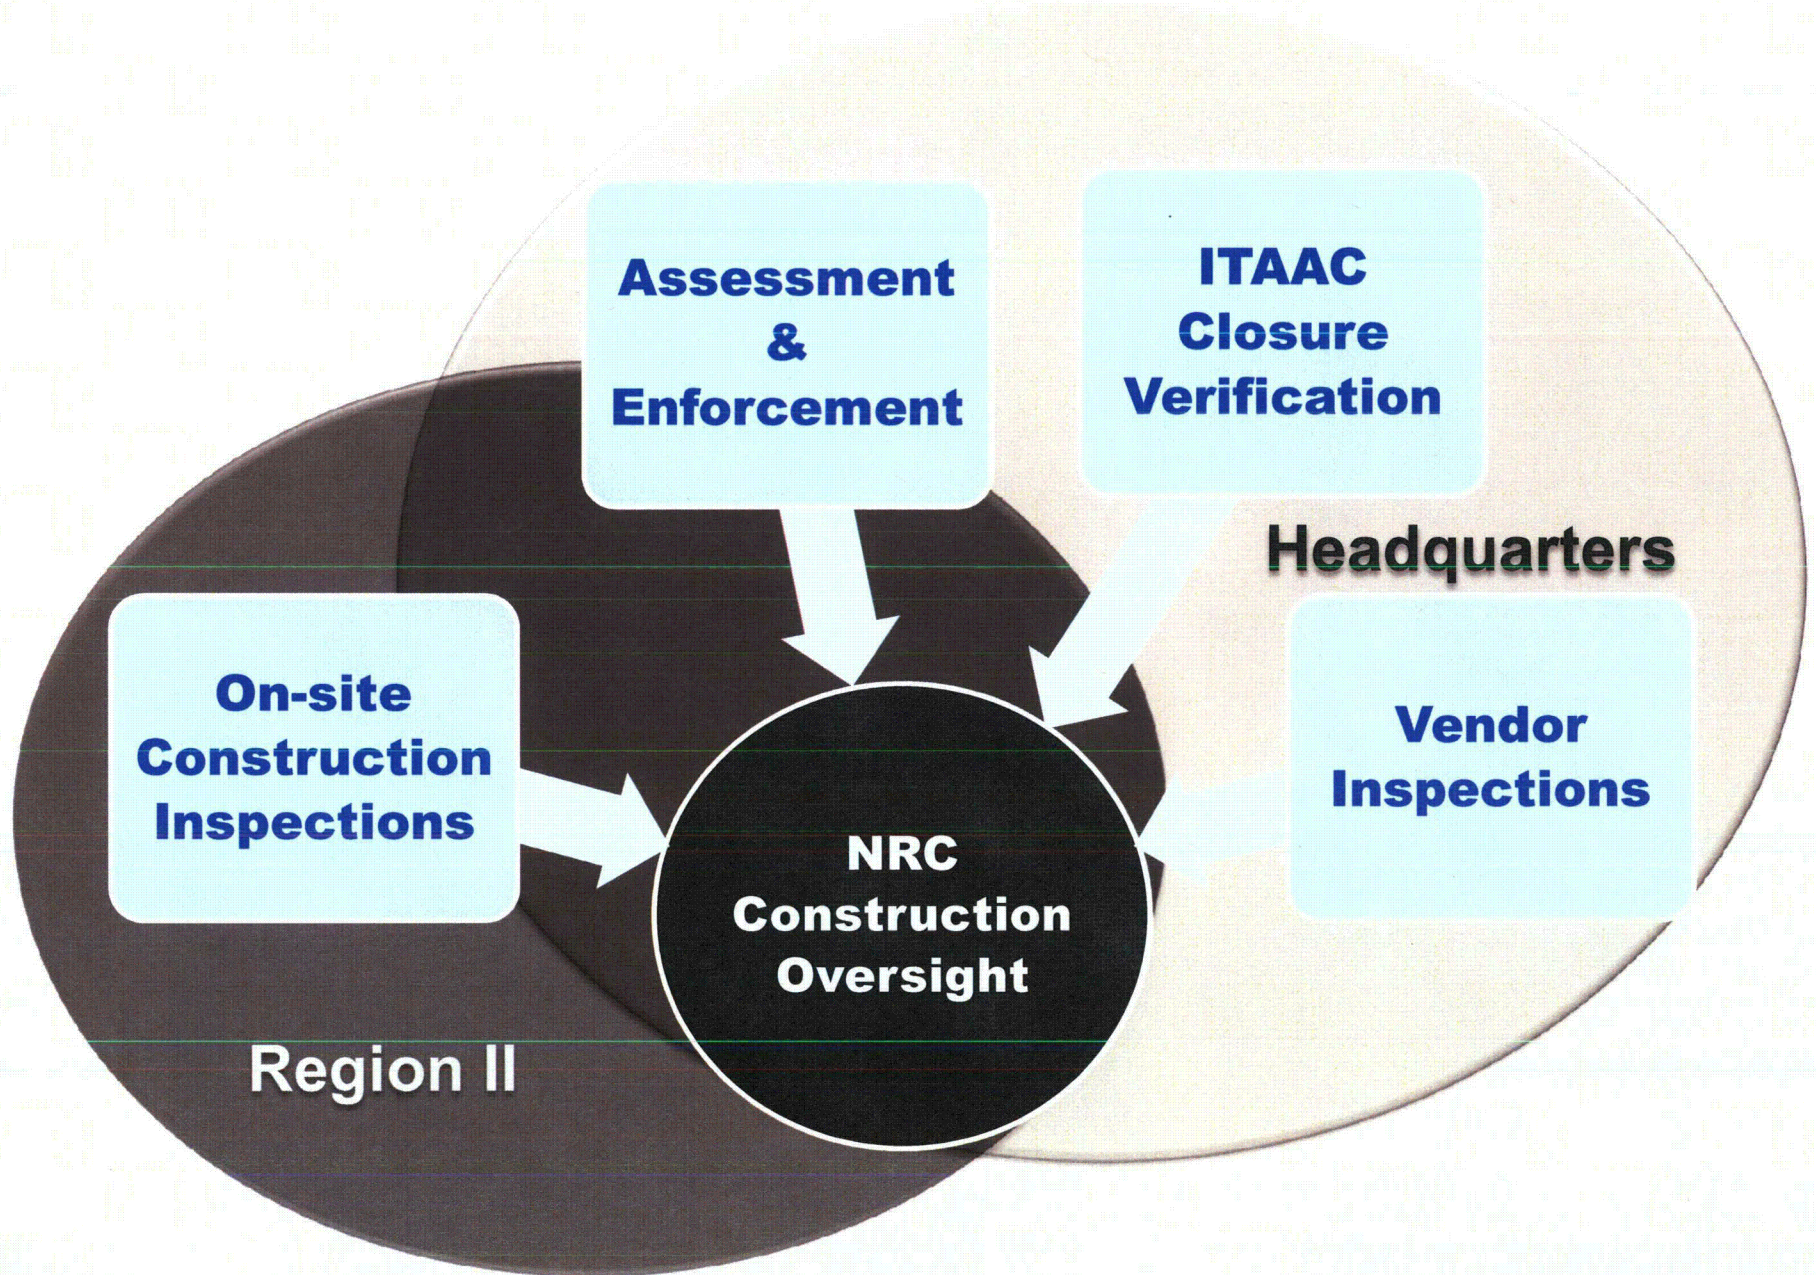 Assessment
&
Enforcement
ITAAC
Closure
Verification
Headquarters
On-site
Construction
Inspections
Vendor
Inspections
NRC
Construction
Oversight
Region II